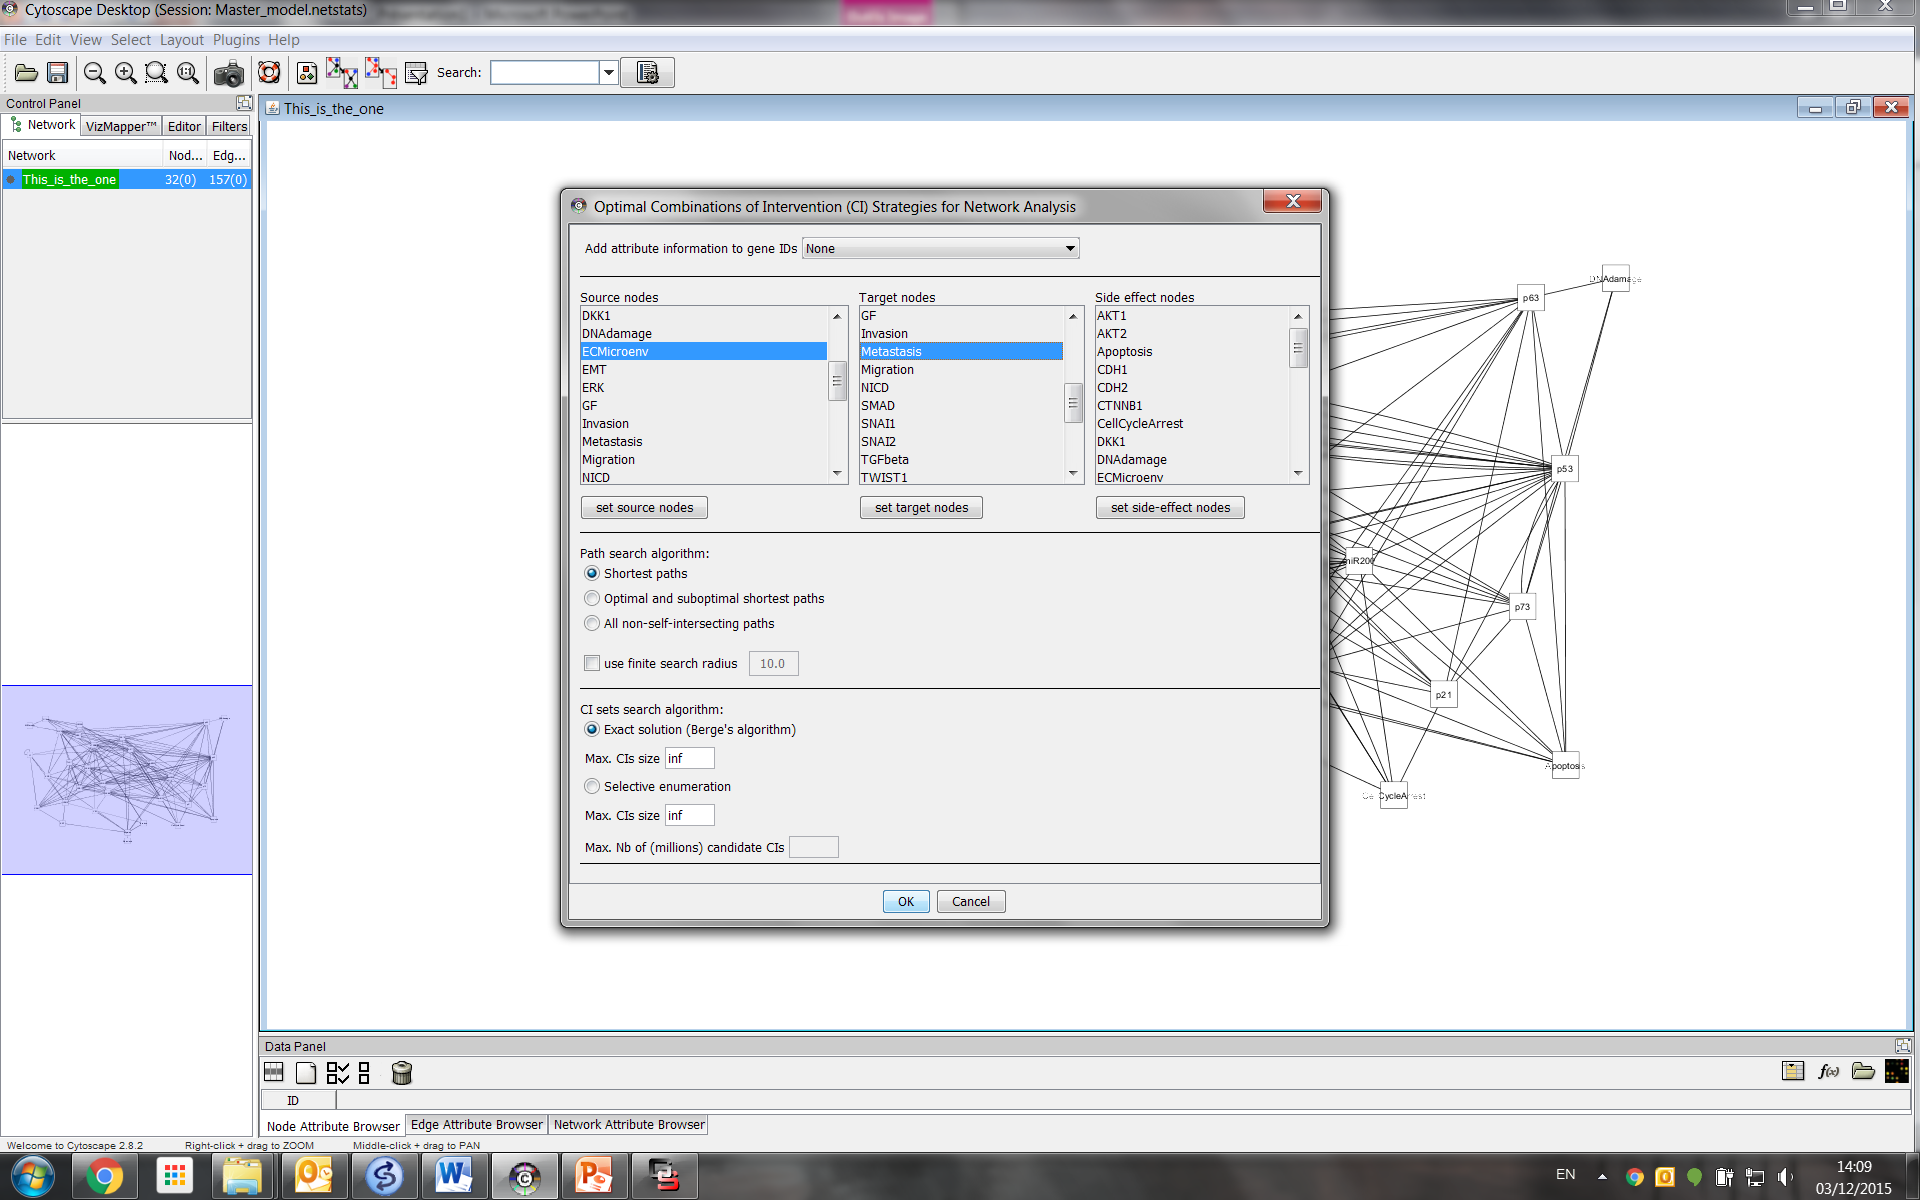 Cytoscape Desktop (Session: Master_model.netstats)
File Edit View Select Layout Plugins Help
Search:
Control Panel
Network VizMapper™ Editor Filters
Network Nod... Edg...
This_is_the_one 32(0) 157(0)
This_is_the_one
Optimal Combinations of Intervention (CI) Strategies for Network Analysis
Add attribute information to gene IDs None
Source nodes
DKK1
DNAdamage
ECMicroenv
EMT
ERK
GF
Invasion
Metastasis
Migration
NICD
set source nodes
Target nodes
GF
Invasion
Metastasis
Migration
NICD
SMAD
SNAI1
SNAI2
TGFbeta
TWIST1
set target nodes
Side effect nodes
AKT1
AKT2
Apoptosis
CDH1
CDH2
CTNNB1
CellCycleArrest
DKK1
DNAdamage
ECMicroenv
set side-effect nodes
Path search algorithm:
Shortest paths
Optimal and suboptimal shortest paths
All non-self-intersecting paths
use finite search radius 10.0
CI sets search algorithm:
Exact solution (Berge's algorithm)
Max. CIs size inf
Selective enumeration
Max. CIs size inf
Max. Nb of (millions) candidate CIs
OK Cancel
DNAdamage
p63
p53
miR200
p73
p21
Apoptosis
CellCycleArrest
Data Panel
f(x)
ID
Node Attribute Browser Edge Attribute Browser Network Attribute Browser
Welcome to Cytoscape 2.8.2 Right-click + drag to ZOOM Middle-click + drag to PAN
EN
14:09
03/12/2015